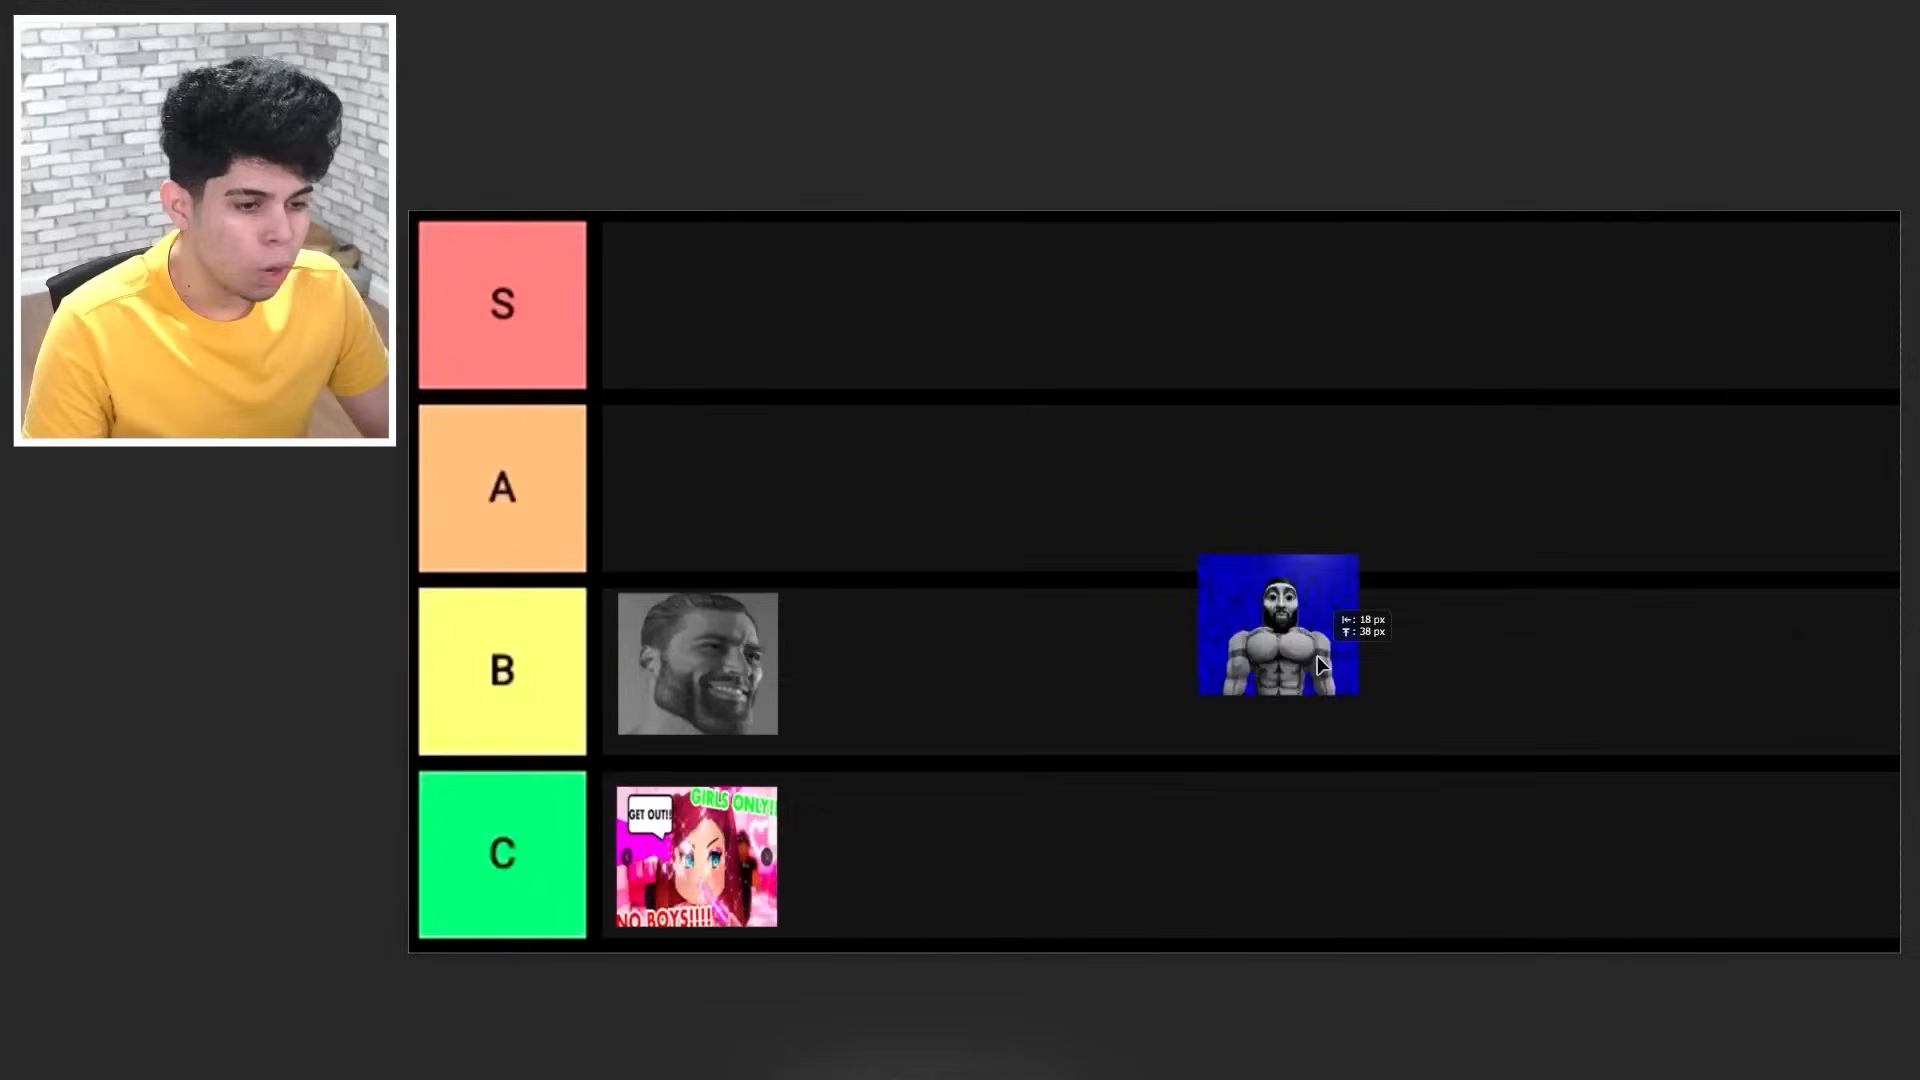 S
A
B
C
18 px
38 px
GET OUT!!
GIRLS ONLY!!
NO BOYS!!!!